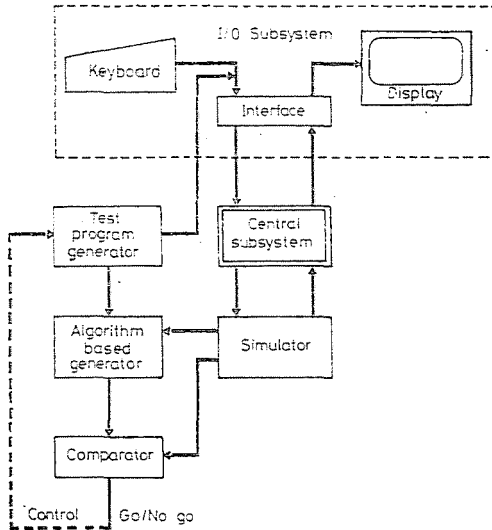 I/O Subsystem
Keyboard
Display
Interface
Test
program
generator
Central
subsystem
Algorithm
based
generator
Simulator
Comparator
Control
Go/No go